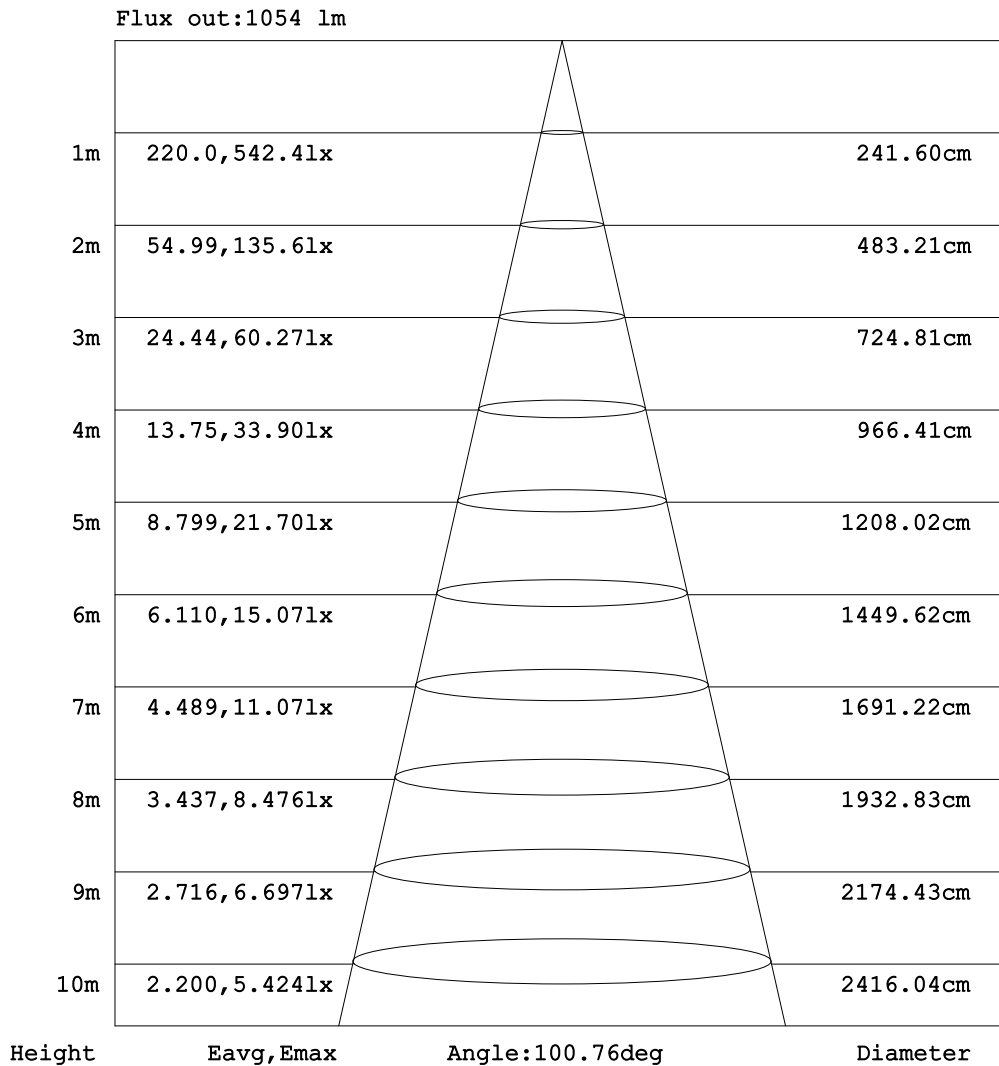 Flux out:1054 lm
1m 220.0,542.4lx 241.60cm
2m 54.99,135.6lx 483.21cm
3m 24.44,60.27lx 724.81cm
4m 13.75,33.90lx 966.41cm
5m 8.799,21.70lx 1208.02cm
6m 6.110,15.07lx 1449.62cm
7m 4.489,11.07lx 1691.22cm
8m 3.437,8.476lx 1932.83cm
9m 2.716,6.697lx 2174.43cm
10m 2.200,5.424lx 2416.04cm
Height Eavg,Emax Angle:100.76deg Diameter